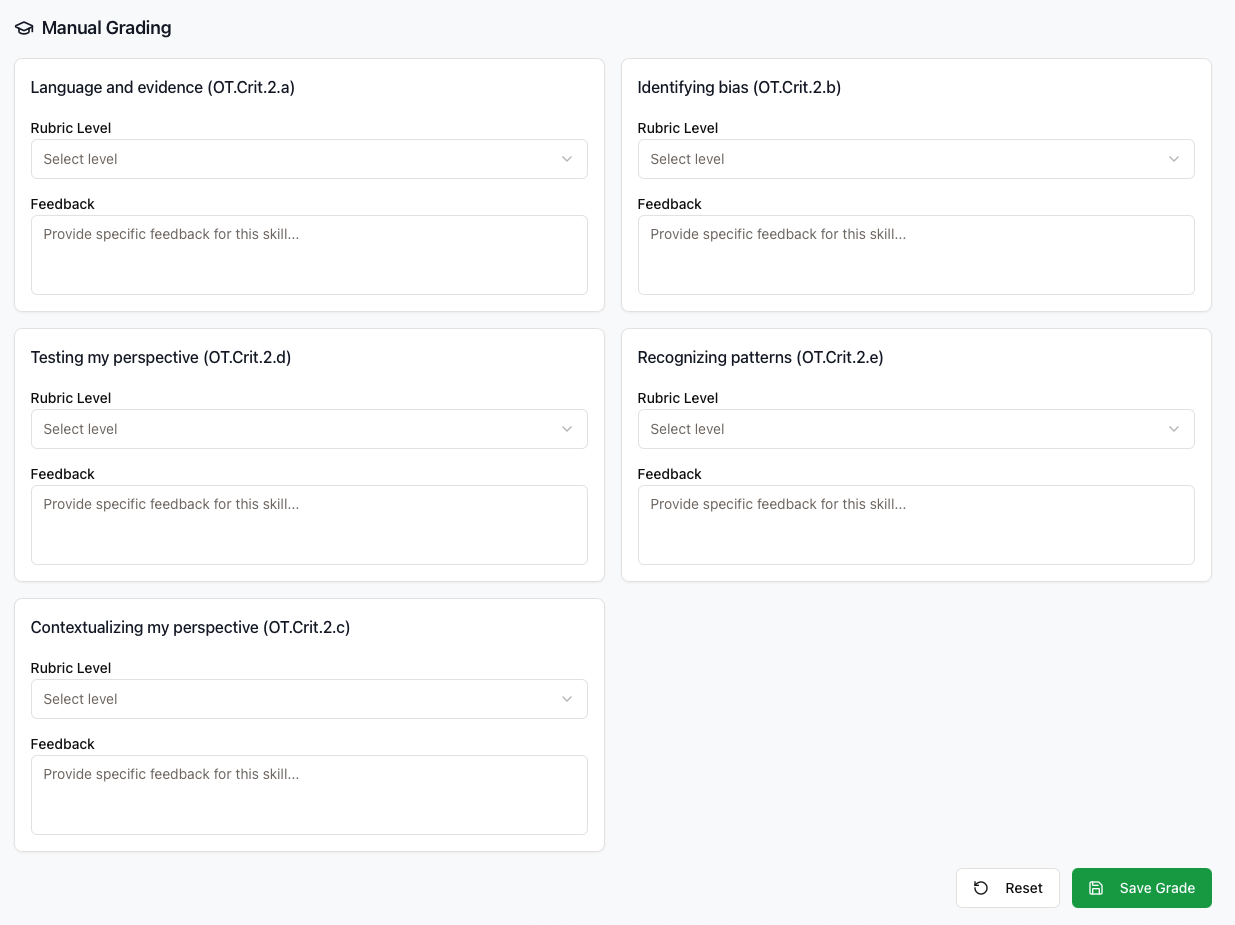 Manual Grading
Language and evidence (OT.Crit.2.a)
Rubric Level
Select level
Feedback
Provide specific feedback for this skill...
Identifying bias (OT.Crit.2.b)
Rubric Level
Select level
Feedback
Provide specific feedback for this skill...
Testing my perspective (OT.Crit.2.d)
Rubric Level
Select level
Feedback
Provide specific feedback for this skill...
Recognizing patterns (OT.Crit.2.e)
Rubric Level
Select level
Feedback
Provide specific feedback for this skill...
Contextualizing my perspective (OT.Crit.2.c)
Rubric Level
Select level
Feedback
Provide specific feedback for this skill...
Reset
Save Grade